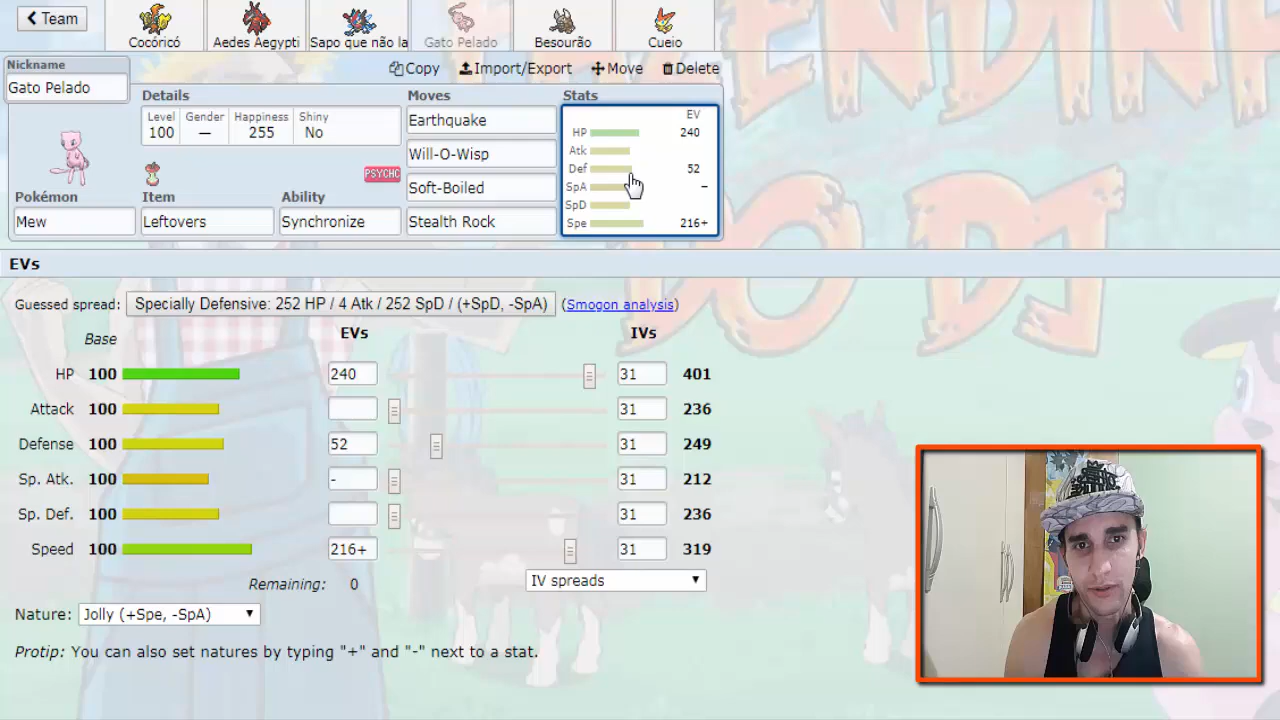 Team
Cocóricó
Aedes Aegypti
Sapo que não la
Gato Pelado
Besourão
Cueio
Nickname
Gato Pelado
Copy
Import/Export
Move
Delete
Details
Moves
Stats
Level
Gender
Happiness
Shiny
100
—
255
No
Earthquake
Will-O-Wisp
Soft-Boiled
Stealth Rock
EV
HP 240
Atk
Def 52
SpA –
SpD
Spe 216+
PSYCHC
Pokémon
Item
Ability
Mew
Leftovers
Synchronize
EVs
Guessed spread: Specially Defensive: 252 HP / 4 Atk / 252 SpD / (+SpD, -SpA) (Smogon analysis)
Base EVs IVs
HP 100 240 31 401
Attack 100 31 236
Defense 100 52 31 249
Sp. Atk. 100 - 31 212
Sp. Def. 100 31 236
Speed 100 216+ 31 319
Remaining: 0
IV spreads
Nature: Jolly (+Spe, -SpA)
Protip: You can also set natures by typing "+" and "-" next to a stat.
DO DJ